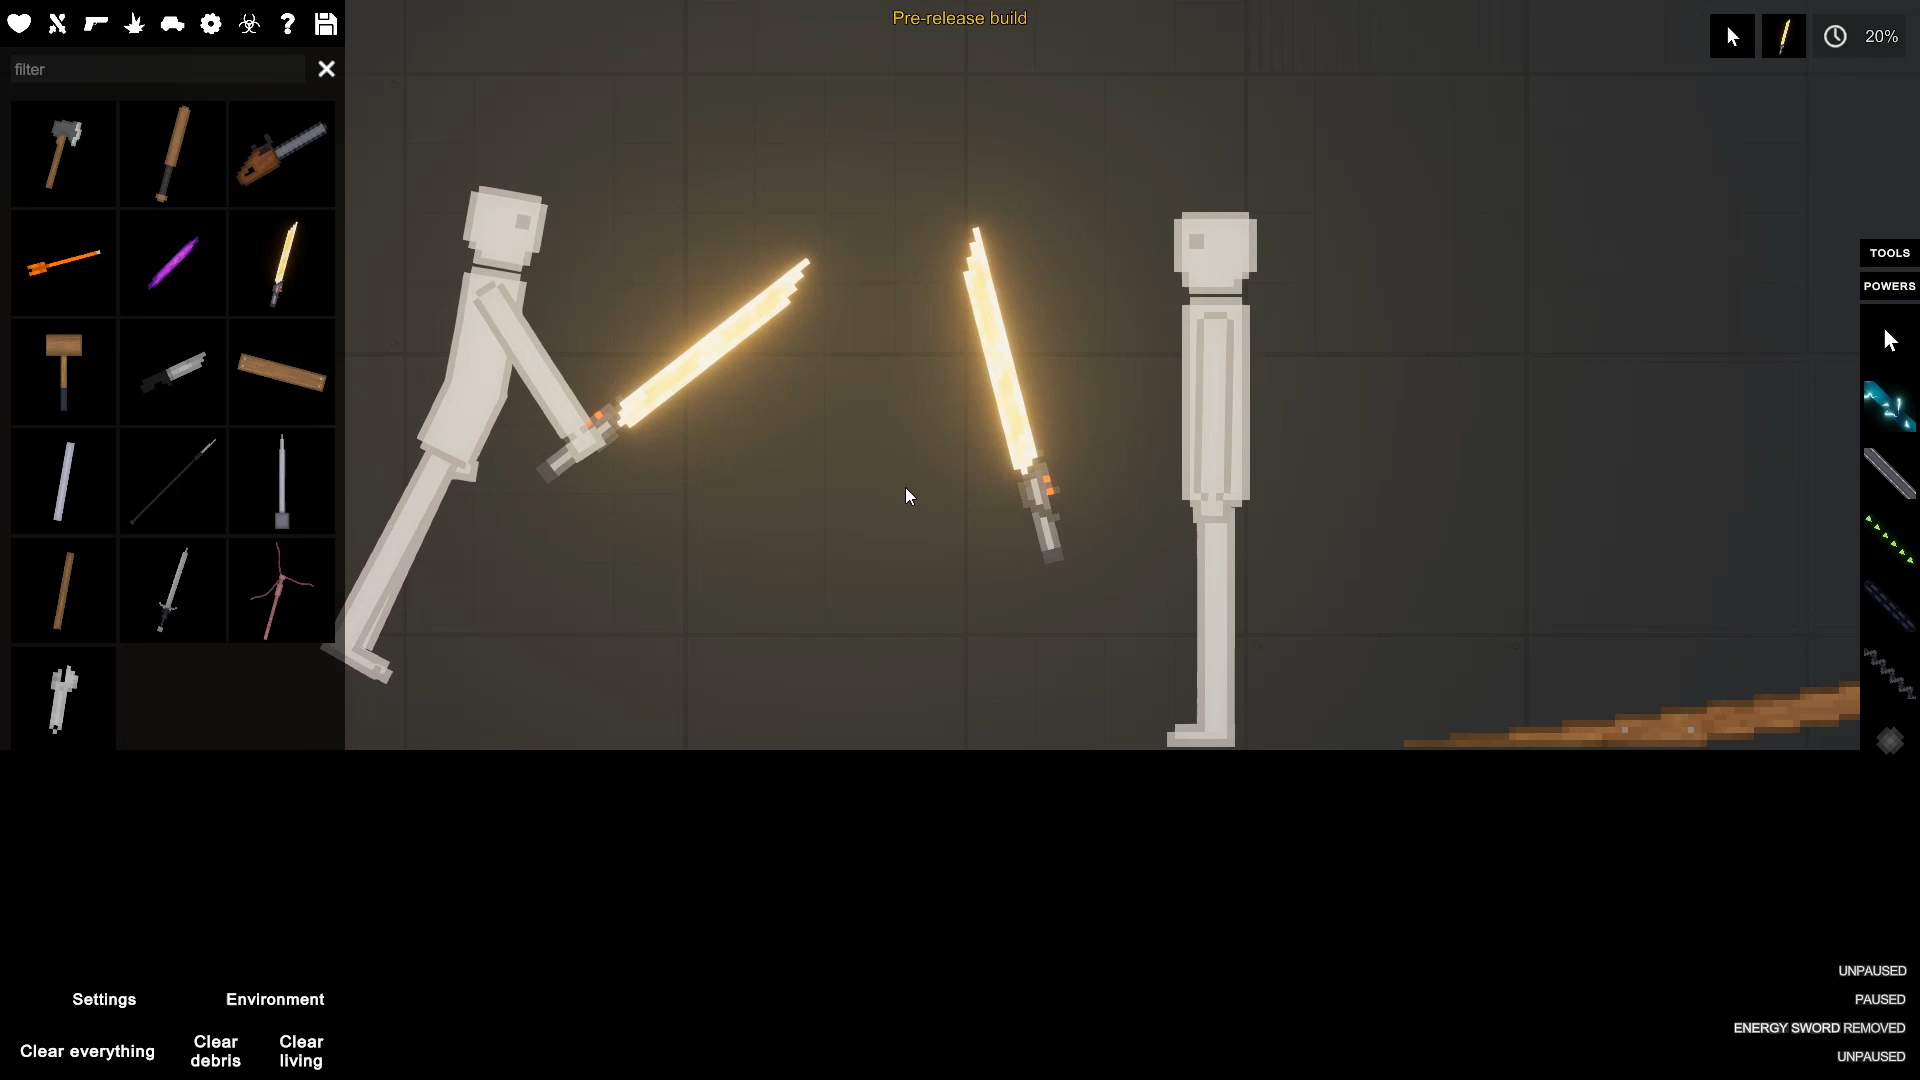 Pre-release build
filter
20%
TOOLS
POWERS
UNPAUSED
PAUSED
ENERGY SWORD REMOVED
UNPAUSED
Settings
Environment
Clear everything
Clear
debris
Clear
living